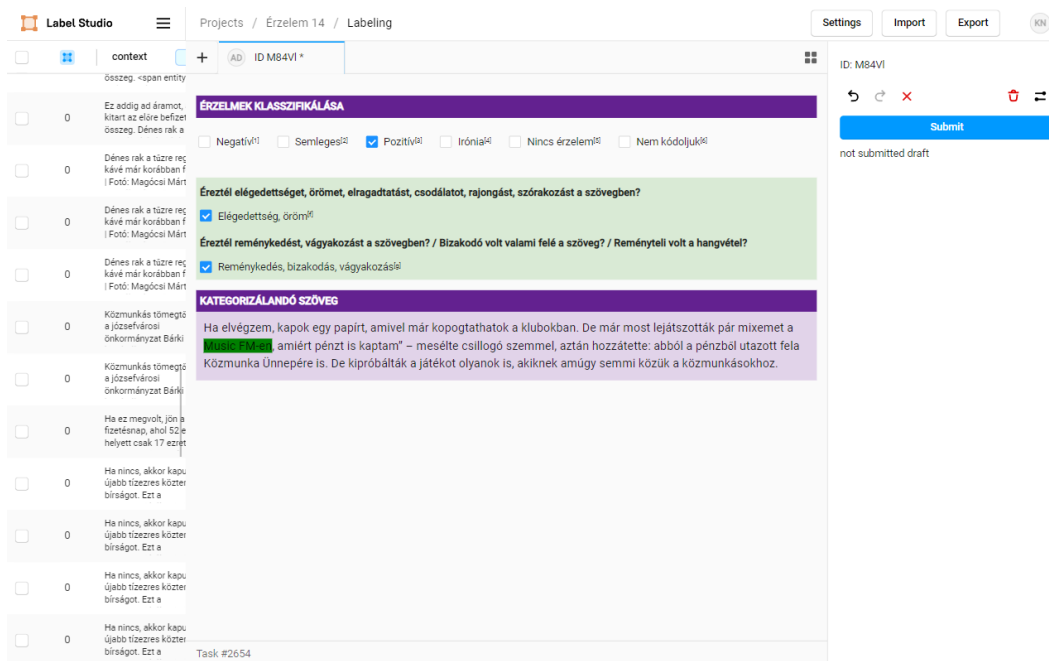 Label Studio
Projects / Érzelem 14 / Labeling
Settings
Import
Export
KN
context
+
AD ID M84Vl *
ID: M84Vl
összeg. <span entity
0
Ez addig ad áramot,
kitart az előre befizet
összeg. Dénes rak a
0
Dénes rak a tűzre reg
kávé már korábban f
| Fotó: Magócsi Márt
0
Dénes rak a tűzre reg
kávé már korábban f
| Fotó: Magócsi Márt
0
Dénes rak a tűzre reg
kávé már korábban f
| Fotó: Magócsi Márt
0
Közmunkás tömegtá
a józsefvárosi
önkormányzat Bárki
0
Közmunkás tömegtá
a józsefvárosi
önkormányzat Bárki
0
Ha ez megvolt, jön a
fizetésnap, ahol 52 e
helyett csak 17 ezret
0
Ha nincs, akkor kapu
újabb tízezres közter
bírságot. Ezt a
0
Ha nincs, akkor kapu
újabb tízezres közter
bírságot. Ezt a
0
Ha nincs, akkor kapu
újabb tízezres közter
bírságot. Ezt a
0
Ha nincs, akkor kapu
újabb tízezres közter
bírságot. Ezt a
ÉRZELMEK KLASSZIFIKÁLÁSA
Negatív[1] Semleges[2] Pozitív[3] Irónia[4] Nincs érzelem[5] Nem kódoljuk[6]
Éreztél elégedettséget, örömet, elragadtatást, csodálatot, rajongást, szórakozást a szövegben?
Elégedettség, öröm[f]
Éreztél reménykedést, vágyakozást a szövegben? / Bizakodó volt valami felé a szöveg? / Reményteli volt a hangvétel?
Reménykedés, bizakodás, vágyakozás[g]
KATEGORIZÁLANDÓ SZÖVEG
Ha elvégzem, kapok egy papírt, amivel már kopogtathatok a klubokban. De már most lejátszották pár mixemet a
Music FM-en, amiért pénzt is kaptam” – mesélte csillogó szemmel, aztán hozzátette: abból a pénzből utazott fela
Közmunka Ünnepére is. De kipróbálták a játékot olyanok is, akiknek amúgy semmi közük a közmunkásokhoz.
Task #2654
Submit
not submitted draft